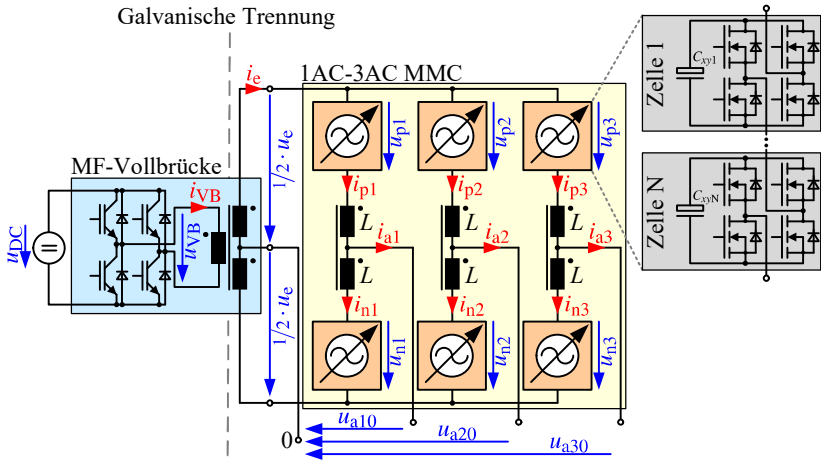 Galvanische Trennung
i_e
1AC-3AC MMC
Zelle 1
C_xy1
u_p1
u_p2
u_p3
1/2 · u_e
MF-Vollbrücke
i_p1
i_p2
i_p3
Zelle N
C_xyN
i_VB
L
L
L
u_DC
u_VB
i_a1
i_a2
i_a3
L
L
L
1/2 · u_e
i_n1
i_n2
i_n3
u_n1
u_n2
u_n3
0
u_a10
u_a20
u_a30